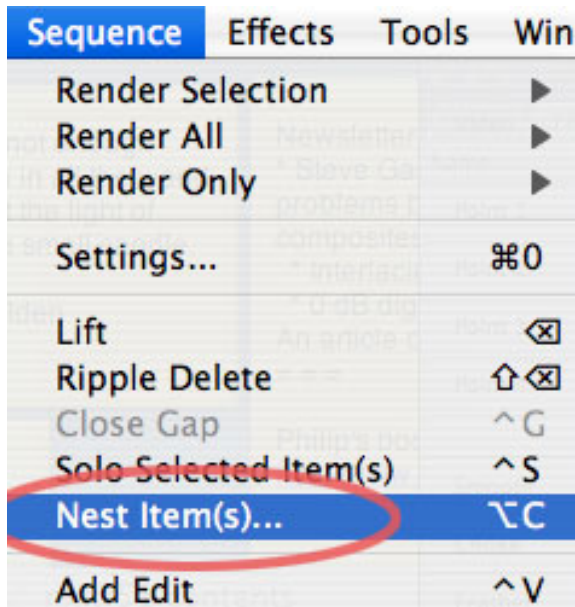 Sequence Effects Tools Win
Render Selection ▶
Render All ▶
Render Only ▶
Settings... ⌘0
Lift ⌫
Ripple Delete ⇧⌫
Close Gap ^G
Solo Selected Item(s) ^S
Nest Item(s)... ⌥C
Add Edit ^V